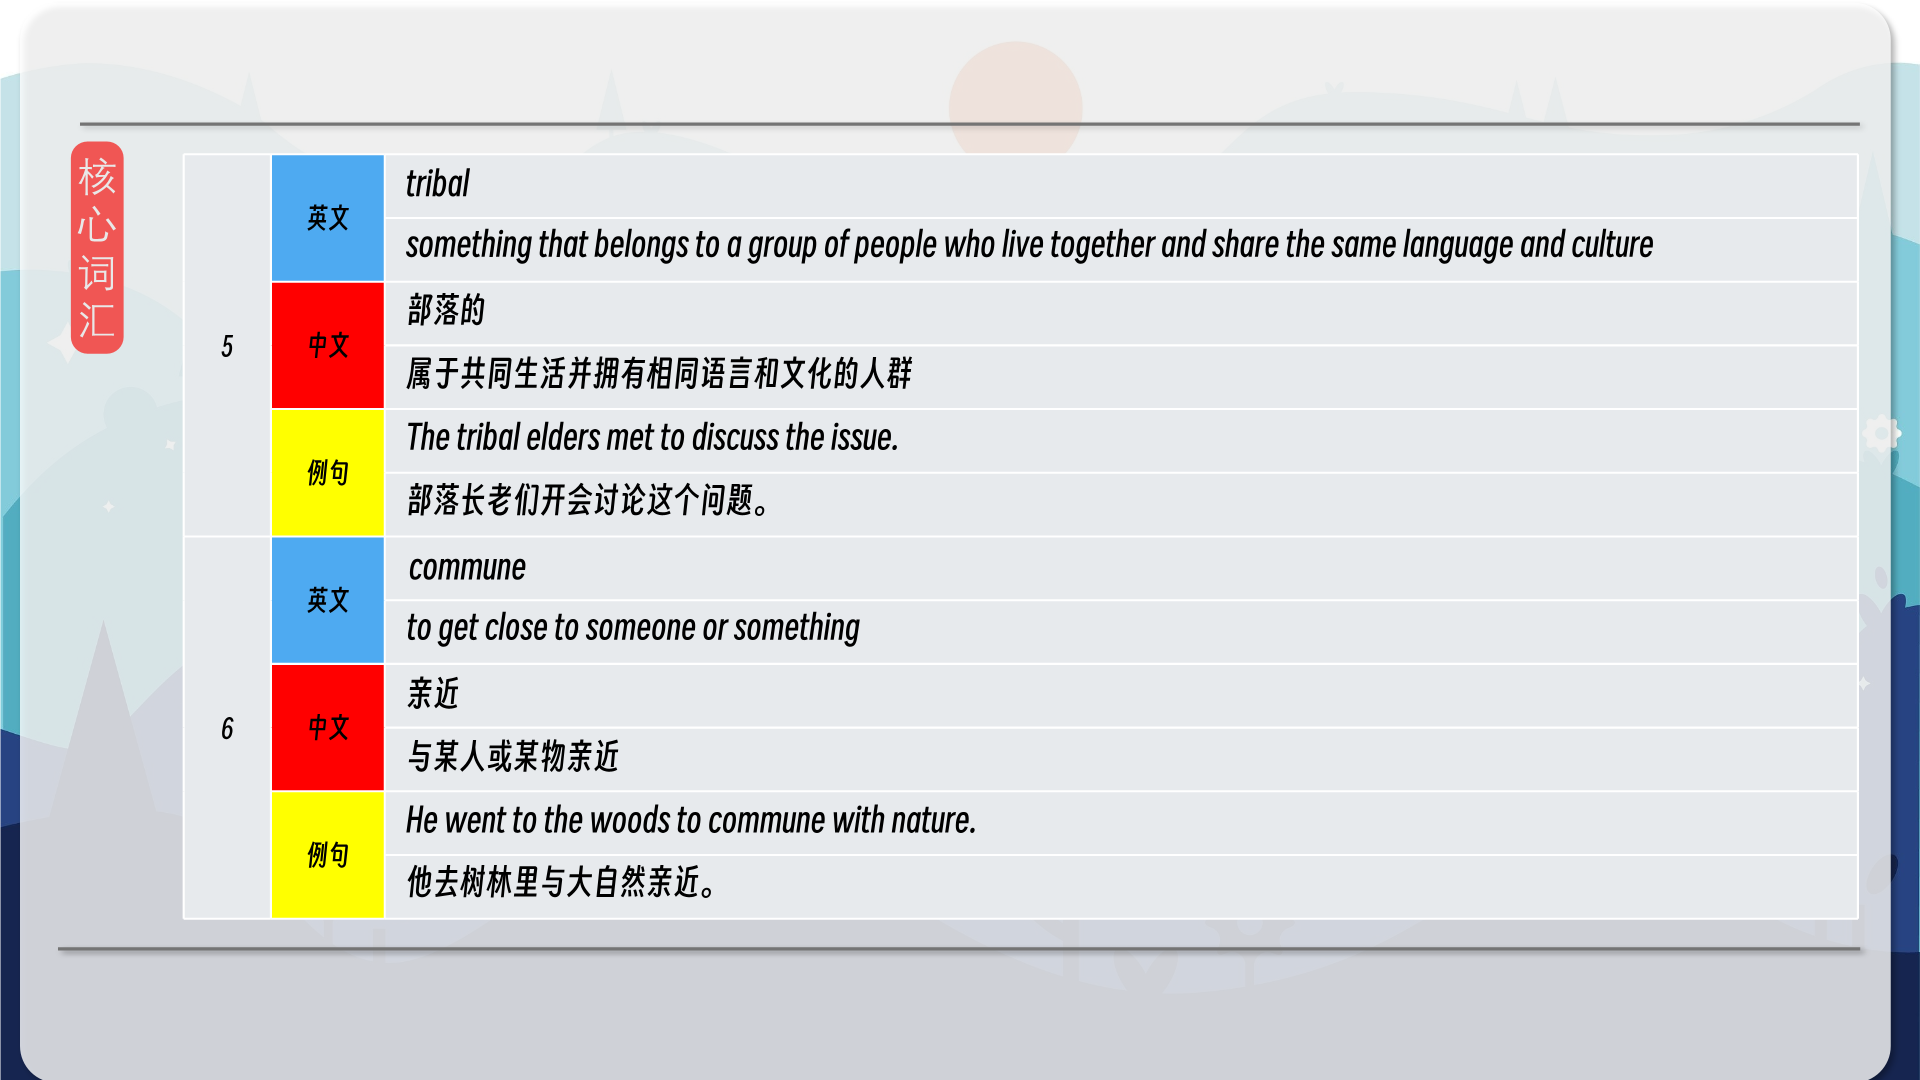 核心词汇
5
英文
tribal
something that belongs to a group of people who live together and share the same language and culture
中文
部落的
属于共同生活并拥有相同语言和文化的人群
例句
The tribal elders met to discuss the issue.
部落长老们开会讨论这个问题。
6
英文
commune
to get close to someone or something
中文
亲近
与某人或某物亲近
例句
He went to the woods to commune with nature.
他去树林里与大自然亲近。